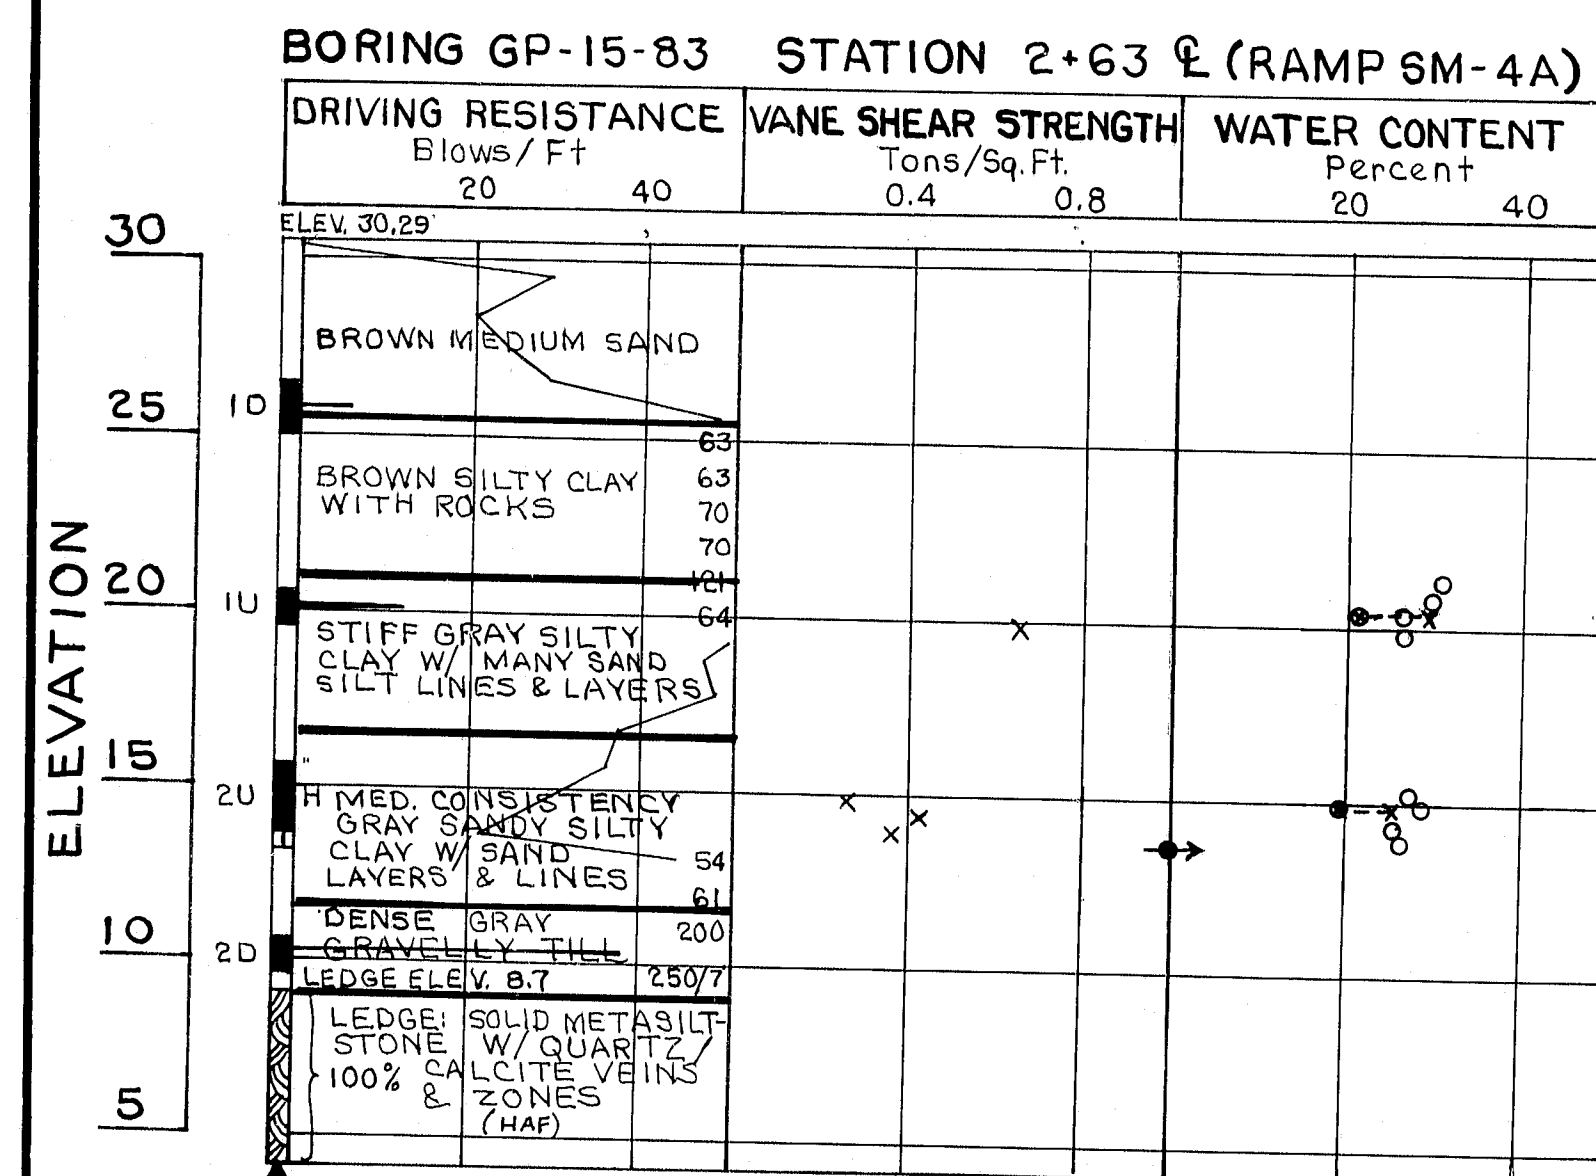 BORING GP-15-83 STATION 2+63 ℄ (RAMP SM-4A)
DRIVING RESISTANCE
Blows/Ft
20 40
VANE SHEAR STRENGTH
Tons/Sq.Ft.
0.4 0.8
WATER CONTENT
Percent
20 40
ELEVATION
30
ELEV. 30.29'
BROWN MEDIUM SAND
25
1D
63
BROWN SILTY CLAY 63
WITH ROCKS 70
70
20
121
1U
64
STIFF GRAY SILTY
CLAY W/ MANY SAND
SILT LINES & LAYERS
15
2U
H MED. CONSISTENCY
GRAY SANDY SILTY
CLAY W/ SAND 54
LAYERS & LINES
61
10
DENSE GRAY 200
2D
GRAVELLY TILL
LEDGE ELEV. 8.7 250/7
LEDGE: SOLID METASILT-
STONE W/ QUARTZ/
100% CALCITE VEINS
& ZONES
5
(HAF)